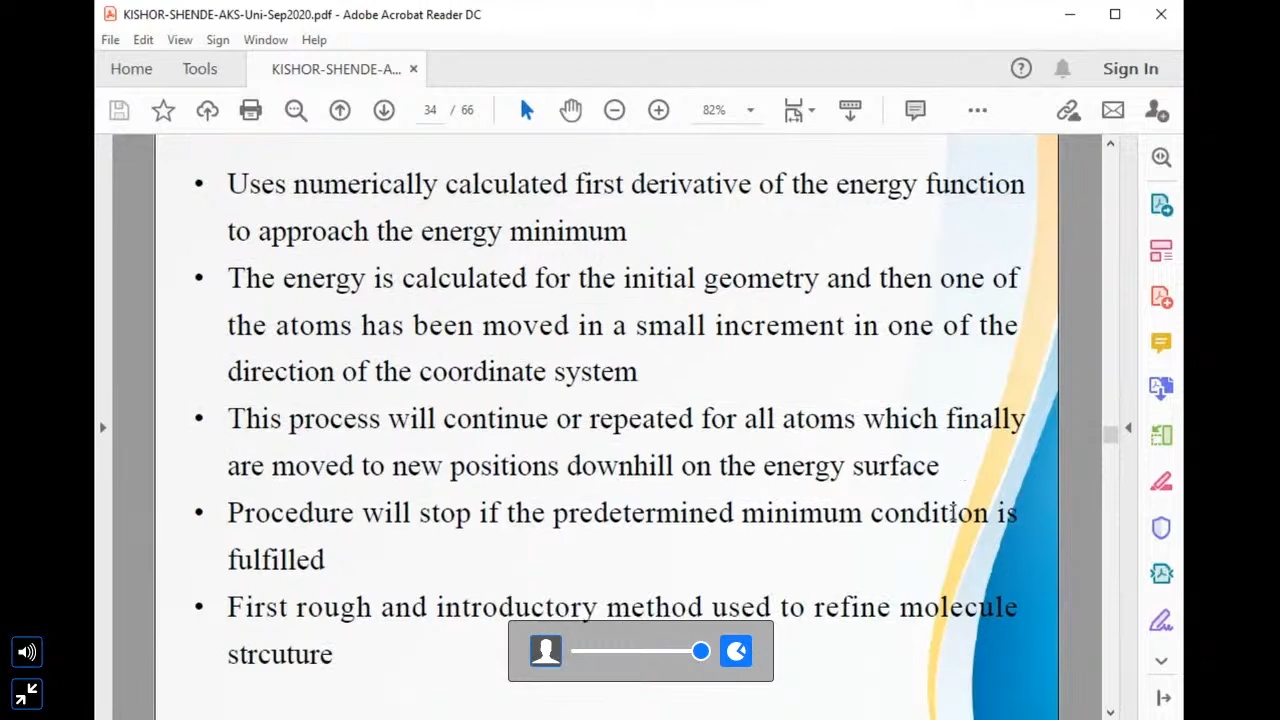 KISHOR-SHENDE-AKS-Uni-Sep2020.pdf - Adobe Acrobat Reader DC
File Edit View Sign Window Help
Home Tools KISHOR-SHENDE-A... × Sign In
34 / 66 82%
• Uses numerically calculated first derivative of the energy function
to approach the energy minimum
• The energy is calculated for the initial geometry and then one of
the atoms has been moved in a small increment in one of the
direction of the coordinate system
• This process will continue or repeated for all atoms which finally
are moved to new positions downhill on the energy surface
• Procedure will stop if the predetermined minimum condition is
fulfilled
• First rough and introductory method used to refine molecule
strcuture